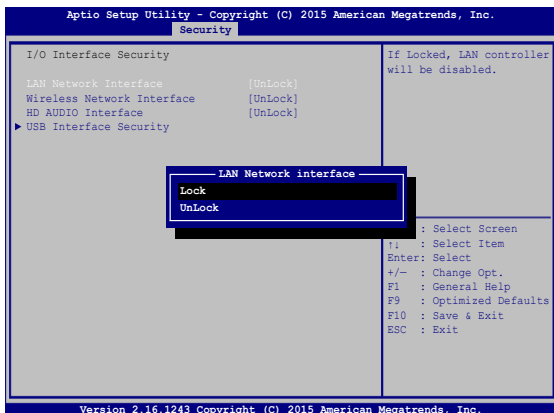 Aptio Setup Utility - Copyright (C) 2015 American Megatrends, Inc.
Security
I/O Interface Security
LAN Network Interface [UnLock]
Wireless Network Interface [UnLock]
HD AUDIO Interface [UnLock]
USB Interface Security
If Locked, LAN controller
will be disabled.
LAN Network interface
Lock
UnLock
: Select Screen
↑↓ : Select Item
Enter: Select
+/— : Change Opt.
F1 : General Help
F9 : Optimized Defaults
F10 : Save & Exit
ESC : Exit
Version 2.16.1243 Copyright (C) 2015 American Megatrends, Inc.